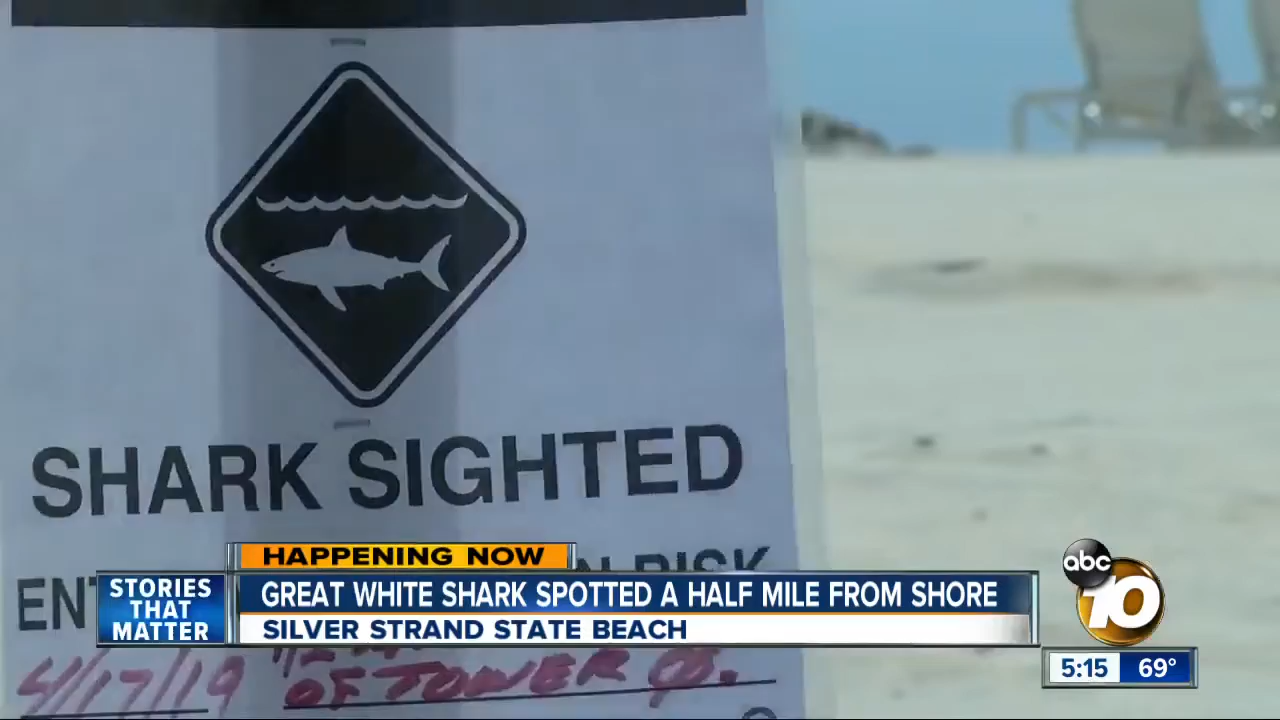 SHARK SIGHTED
HAPPENING NOW
RISK
STORIES THAT MATTER
GREAT WHITE SHARK SPOTTED A HALF MILE FROM SHORE
SILVER STRAND STATE BEACH
4/17/19
OF TOWER
abc
10
5:15 69°